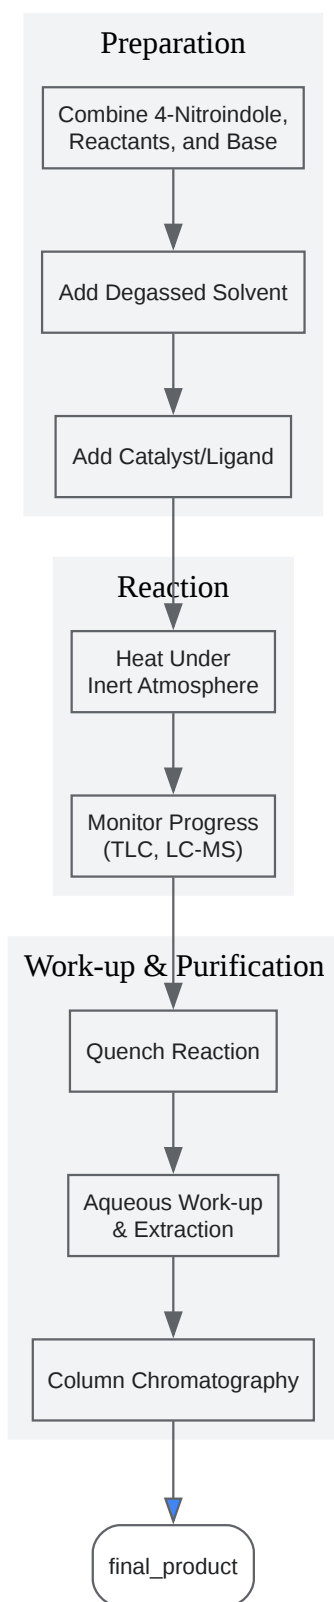 Preparation
Combine 4-Nitroindole,
Reactants, and Base
Add Degassed Solvent
Add Catalyst/Ligand
Reaction
Heat Under
Inert Atmosphere
Monitor Progress
(TLC, LC-MS)
Work-up & Purification
Quench Reaction
Aqueous Work-up
& Extraction
Column Chromatography
final_product